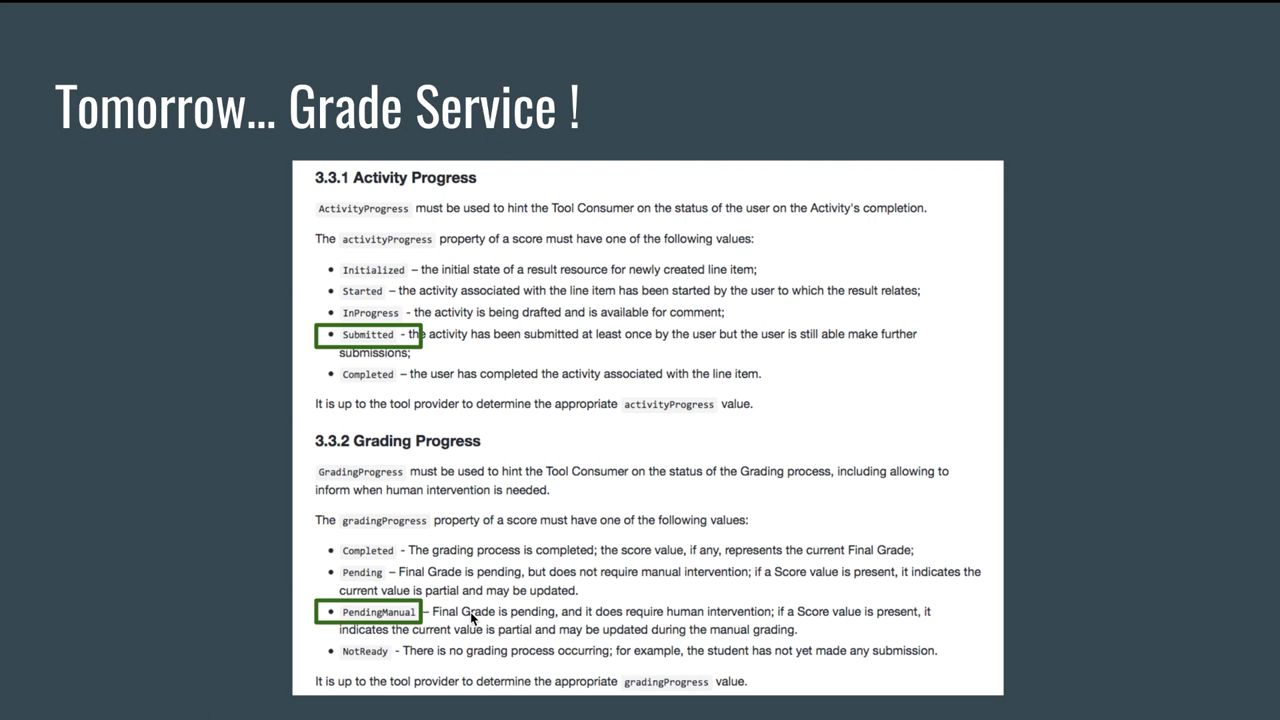 Tomorrow... Grade Service !
3.3.1 Activity Progress
ActivityProgress must be used to hint the Tool Consumer on the status of the user on the Activity's completion.
The activityProgress property of a score must have one of the following values:
• Initialized – the initial state of a result resource for newly created line item;
• Started – the activity associated with the line item has been started by the user to which the result relates;
• InProgress - the activity is being drafted and is available for comment;
• Submitted - the activity has been submitted at least once by the user but the user is still able make further
submissions;
• Completed – the user has completed the activity associated with the line item.
It is up to the tool provider to determine the appropriate activityProgress value.
3.3.2 Grading Progress
GradingProgress must be used to hint the Tool Consumer on the status of the Grading process, including allowing to
inform when human intervention is needed.
The gradingProgress property of a score must have one of the following values:
• Completed - The grading process is completed; the score value, if any, represents the current Final Grade;
• Pending – Final Grade is pending, but does not require manual intervention; if a Score value is present, it indicates the
current value is partial and may be updated.
• PendingManual – Final Grade is pending, and it does require human intervention; if a Score value is present, it
indicates the current value is partial and may be updated during the manual grading.
• NotReady - There is no grading process occurring; for example, the student has not yet made any submission.
It is up to the tool provider to determine the appropriate gradingProgress value.